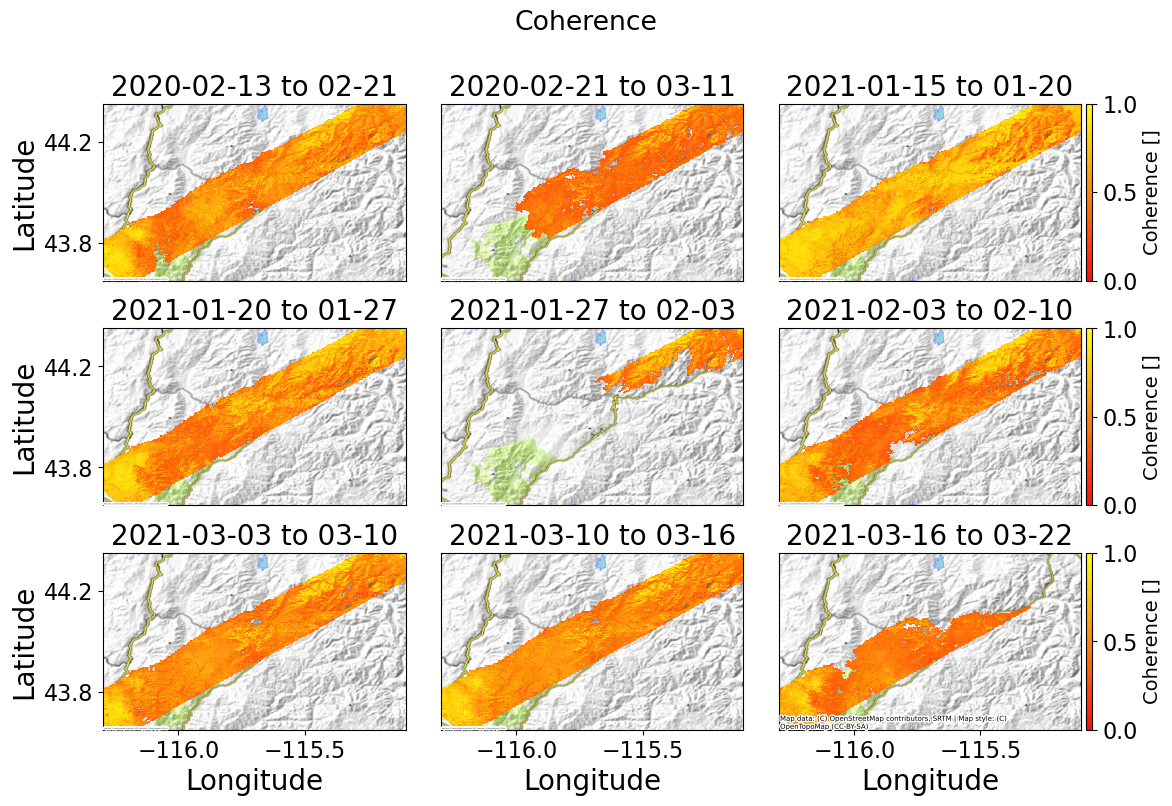 Coherence
2020-02-13 to 02-21
2020-02-21 to 03-11
2021-01-15 to 01-20
Latitude
44.2
43.8
1.0
0.5
0.0
Coherence []
2021-01-20 to 01-27
2021-01-27 to 02-03
2021-02-03 to 02-10
Latitude
44.2
43.8
1.0
0.5
0.0
Coherence []
2021-03-03 to 03-10
2021-03-10 to 03-16
2021-03-16 to 03-22
Latitude
44.2
43.8
1.0
0.5
0.0
Coherence []
Map data: (C) OpenStreetMap contributors, SRTM | Map style: (C)
OpenTopoMap (CC-BY-SA)
−116.0 −115.5
−116.0 −115.5
−116.0 −115.5
Longitude
Longitude
Longitude